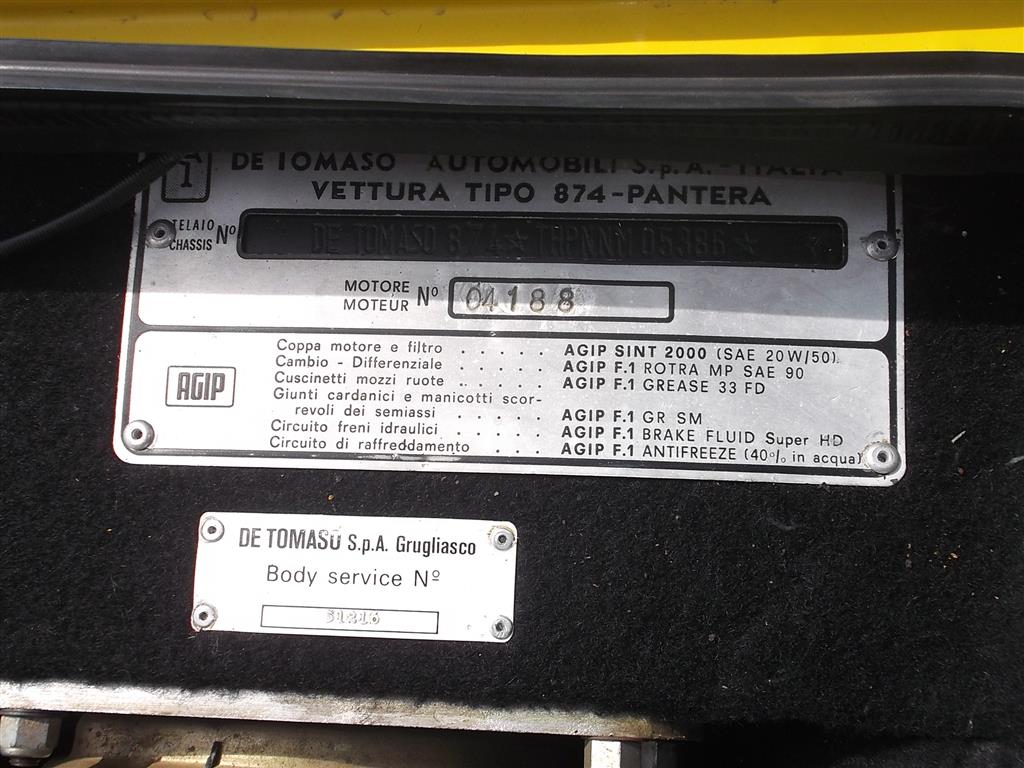 T
DE TOMASO AUTOMOBILI S.p.A. - ITALIA
VETTURA TIPO 874-PANTERA
TELAIO
CHASSIS Nº
DE TOMASO 874★THPNNN 05386★
MOTORE
MOTEUR Nº 04188
AGIP
Coppa motore e filtro . . . . . AGIP SINT 2000 (SAE 20W/50).
Cambio - Differenziale . . . . AGIP F.1 ROTRA MP SAE 90
Cuscinetti mozzi ruote . . . . . AGIP F.1 GREASE 33 FD
Giunti cardanici e manicotti scor-
revoli dei semiassi . . . . . AGIP F.1 GR SM
Circuito freni idraulici . . . . . AGIP F.1 BRAKE FLUID Super HD
Circuito di raffreddamento . . . AGIP F.1 ANTIFREEZE (40% in acqua)
DE TOMASO S.p.A. Grugliasco
Body service Nº